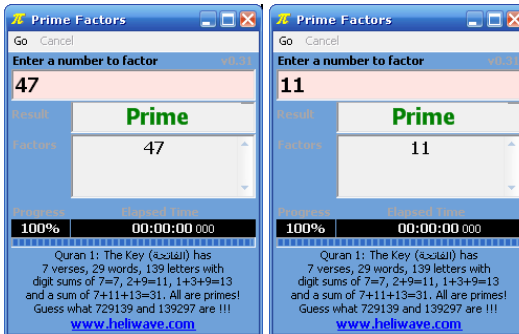 π Prime Factors
Go Cancel
Enter a number to factor v0.31
47
Result Prime
Factors 47
Progress Elapsed Time
100% 00:00:00 000
Quran 1: The Key (الفاتحة) has
7 verses, 29 words, 139 letters with
digit sums of 7=7, 2+9=11, 1+3+9=13
and a sum of 7+11+13=31. All are primes!
Guess what 729139 and 139297 are !!!
www.heliwave.com
π Prime Factors
Go Cancel
Enter a number to factor v0.31
11
Result Prime
Factors 11
Progress Elapsed Time
100% 00:00:00 000
Quran 1: The Key (الفاتحة) has
7 verses, 29 words, 139 letters with
digit sums of 7=7, 2+9=11, 1+3+9=13
and a sum of 7+11+13=31. All are primes!
Guess what 729139 and 139297 are !!!
www.heliwave.com